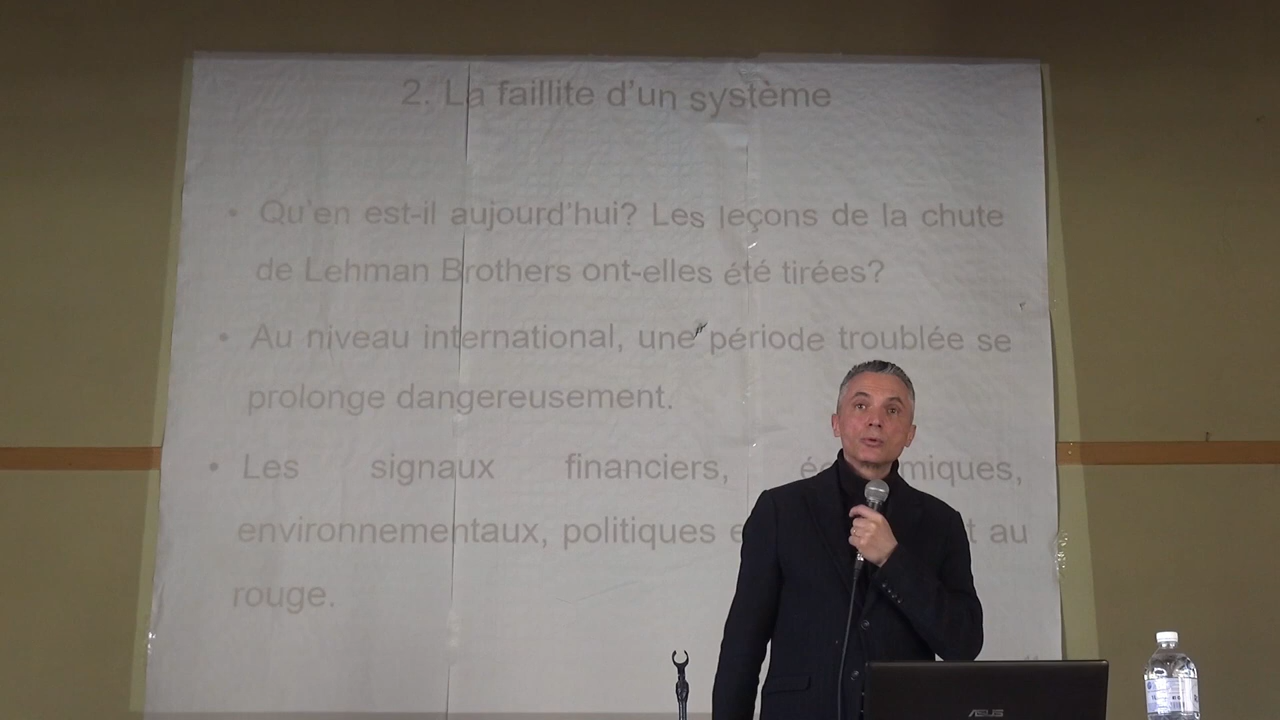 2. La faillite d'un système
• Qu'en est-il aujourd'hui? Les leçons de la chute
de Lehman Brothers ont-elles été tirées?
• Au niveau international, une période troublée se
prolonge dangereusement.
• Les signaux financiers,
environnementaux, politiques au
rouge.
ASUS